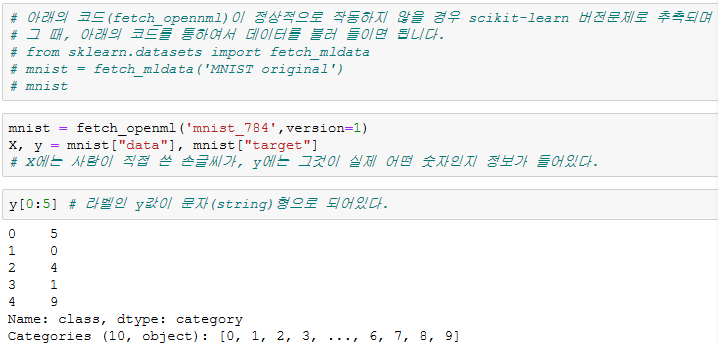 # 아래의 코드(fetch_opennml)이 정상적으로 작동하지 않을 경우 scikit-learn 버전문제로 추측되며
# 그 때, 아래의 코드를 통하여서 데이터를 불러 들이면 됩니다.
# from sklearn.datasets import fetch_mldata
# mnist = fetch_mldata('MNIST original')
# mnist
mnist = fetch_openml('mnist_784',version=1)
X, y = mnist["data"], mnist["target"]
# X에는 사람이 직접 쓴 손글씨가, y에는 그것이 실제 어떤 숫자인지 정보가 들어있다.
y[0:5] # 라벨인 y값이 문자(string)형으로 되어있다.
0    5
1    0
2    4
3    1
4    9
Name: class, dtype: category
Categories (10, object): [0, 1, 2, 3, ..., 6, 7, 8, 9]